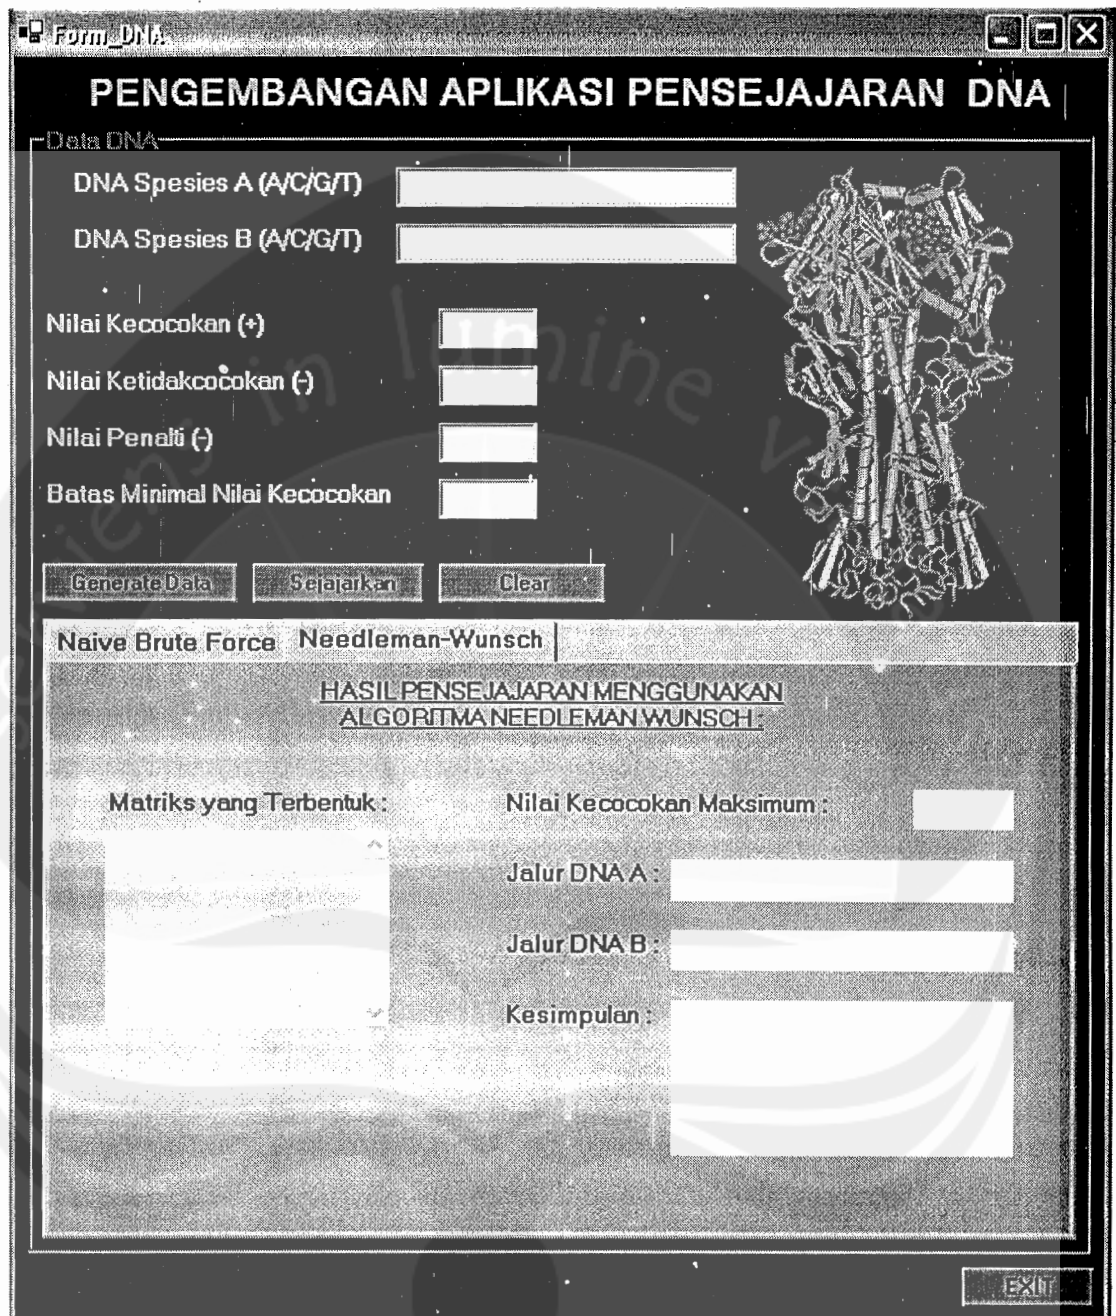 Form_DNA
PENGEMBANGAN APLIKASI PENSEJAJARAN DNA
Data DNA
DNA Spesies A (A/C/G/T)
DNA Spesies B (A/C/G/T)
Nilai Kecocokan (+)
Nilai Ketidakcocokan (-)
Nilai Penalti (-)
Batas Minimal Nilai Kecocokan
Generate Data Sejajarkan Clear
Naive Brute Force Needleman-Wunsch
HASIL PENSEJAJARAN MENGGUNAKAN
ALGORITMA NEEDLEMAN WUNSCH :
Matriks yang Terbentuk : Nilai Kecocokan Maksimum :
Jalur DNA A :
Jalur DNA B :
Kesimpulan :
EXIT
in lumine